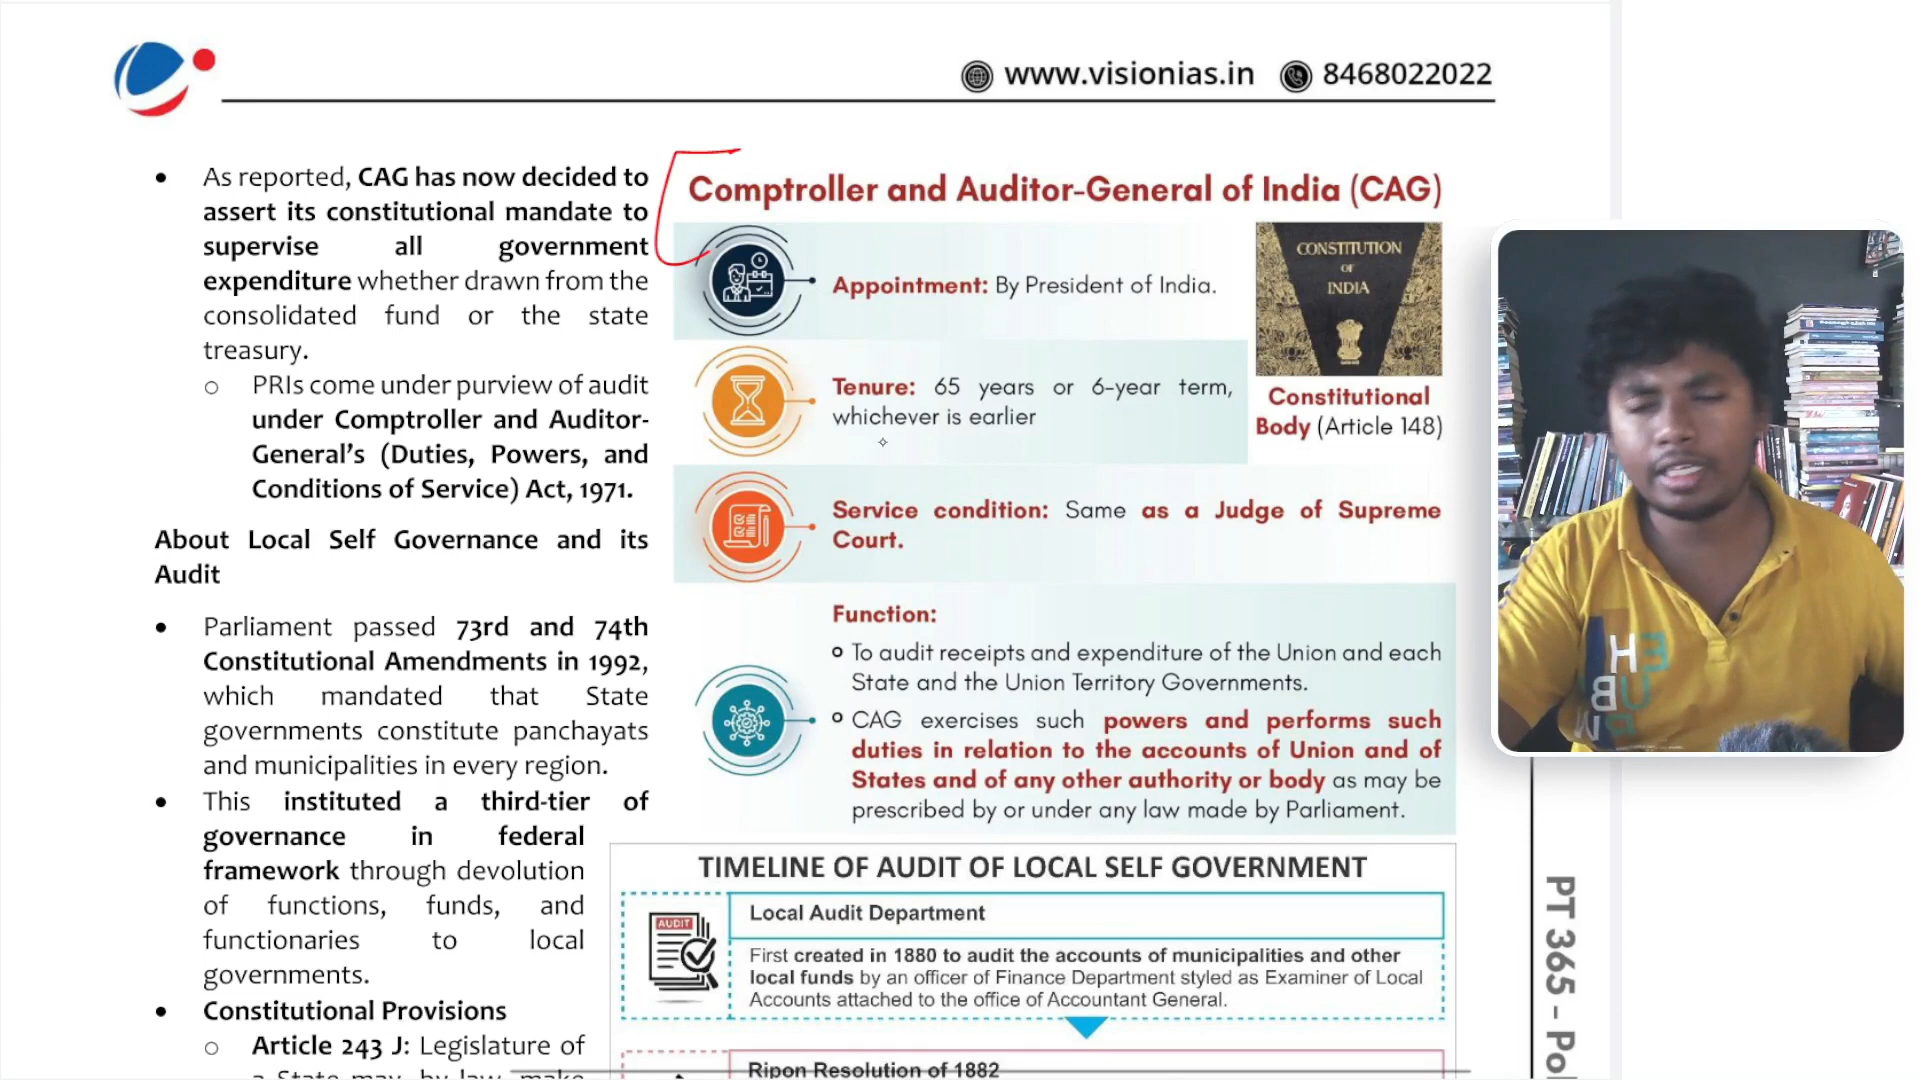 www.visionias.in 8468022022
As reported, CAG has now decided to
assert its constitutional mandate to
supervise all government
expenditure whether drawn from the
consolidated fund or the state
treasury.
PRIs come under purview of audit
under Comptroller and Auditor-
General's (Duties, Powers, and
Conditions of Service) Act, 1971.
About Local Self Governance and its
Audit
Parliament passed 73rd and 74th
Constitutional Amendments in 1992,
which mandated that State
governments constitute panchayats
and municipalities in every region.
This instituted a third-tier of
governance in federal
framework through devolution
of functions, funds, and
functionaries to local
governments.
Constitutional Provisions
Article 243 J: Legislature of
a State may, by law, make
Comptroller and Auditor-General of India (CAG)
Appointment: By President of India.
CONSTITUTION
OF
INDIA
Tenure: 65 years or 6-year term,
whichever is earlier
Constitutional
Body (Article 148)
Service condition: Same as a Judge of Supreme
Court.
Function:
To audit receipts and expenditure of the Union and each
State and the Union Territory Governments.
CAG exercises such powers and performs such
duties in relation to the accounts of Union and of
States and of any other authority or body as may be
prescribed by or under any law made by Parliament.
TIMELINE OF AUDIT OF LOCAL SELF GOVERNMENT
AUDIT
Local Audit Department
First created in 1880 to audit the accounts of municipalities and other
local funds by an officer of Finance Department styled as Examiner of Local
Accounts attached to the office of Accountant General.
Ripon Resolution of 1882
PT 365 - Pol